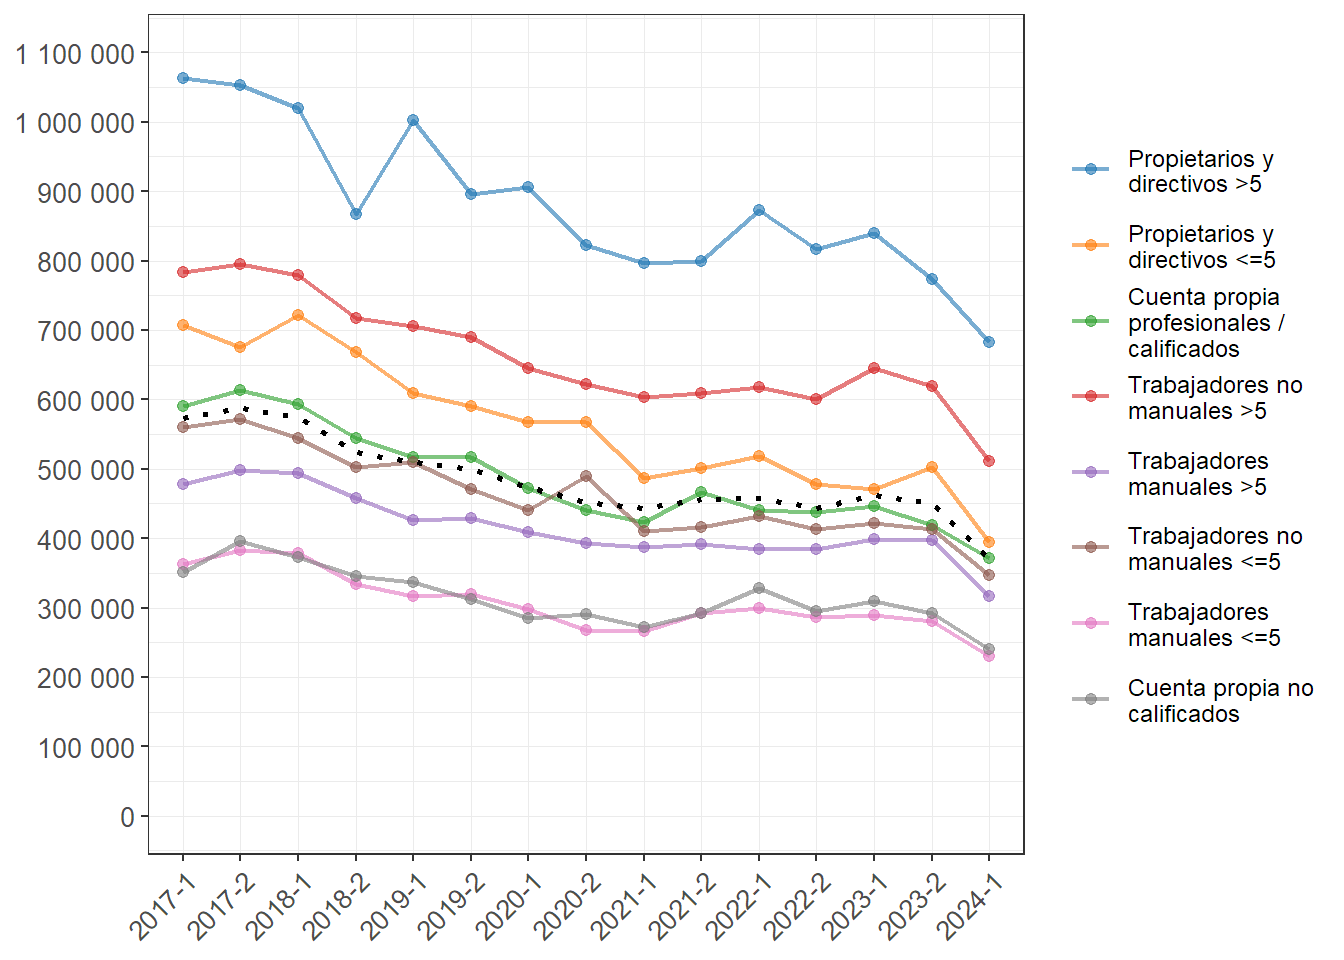 1 100 000
1 000 000
900 000
800 000
700 000
600 000
500 000
400 000
300 000
200 000
100 000
0
2017-1
2017-2
2018-1
2018-2
2019-1
2019-2
2020-1
2020-2
2021-1
2021-2
2022-1
2022-2
2023-1
2023-2
2024-1
Propietarios y
directivos >5
Propietarios y
directivos <=5
Cuenta propia
profesionales /
calificados
Trabajadores no
manuales >5
Trabajadores
manuales >5
Trabajadores no
manuales <=5
Trabajadores
manuales <=5
Cuenta propia no
calificados